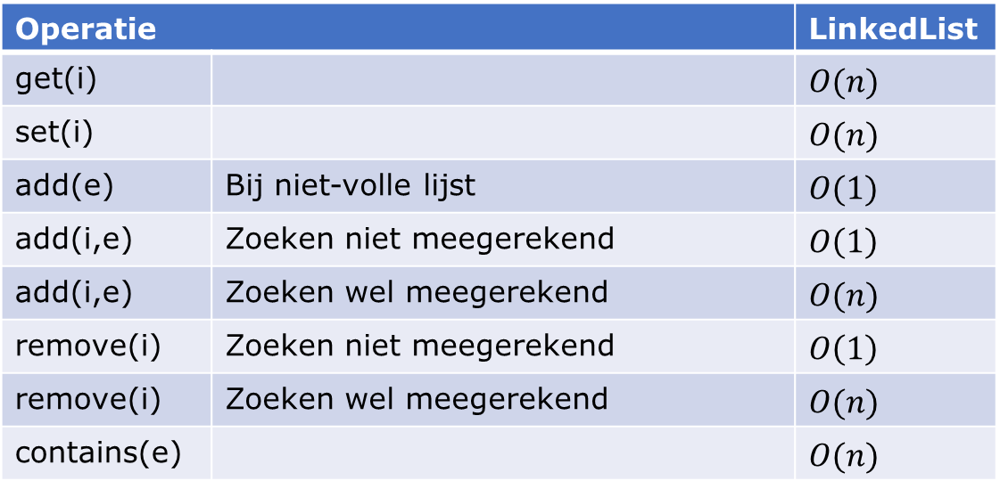 Operatie LinkedList
get(i) O(n)
set(i) O(n)
add(e) Bij niet-volle lijst O(1)
add(i,e) Zoeken niet meegerekend O(1)
add(i,e) Zoeken wel meegerekend O(n)
remove(i) Zoeken niet meegerekend O(1)
remove(i) Zoeken wel meegerekend O(n)
contains(e) O(n)